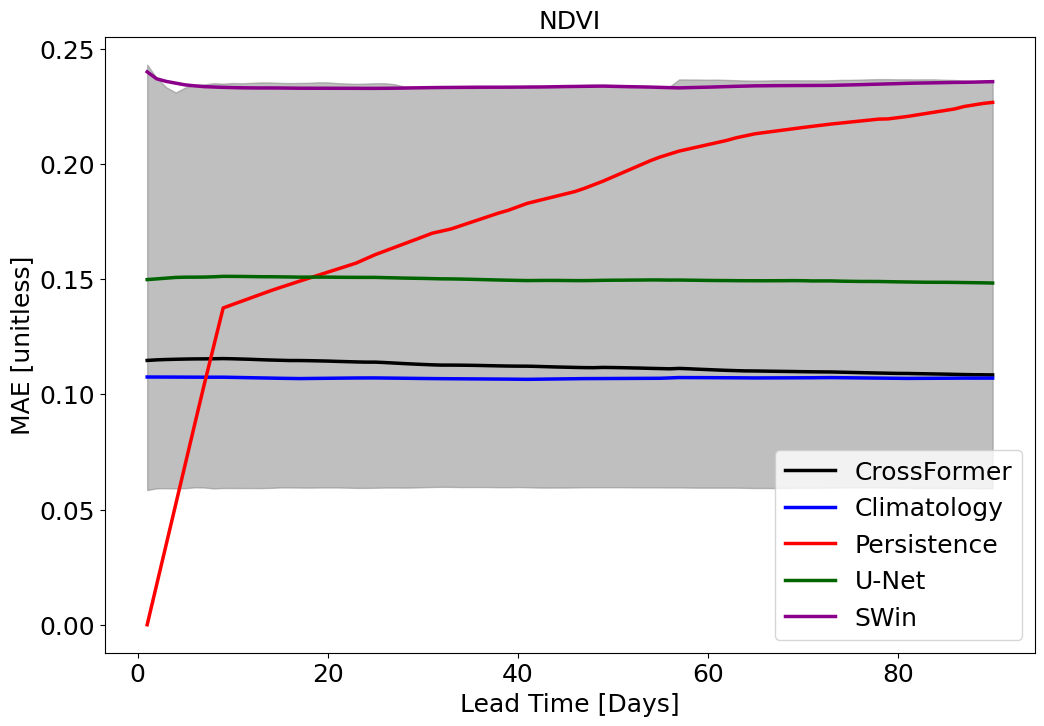 NDVI
0.25
0.20
0.15
0.10
0.05
0.00
MAE [unitless]
0 20 40 60 80
Lead Time [Days]
CrossFormer
Climatology
Persistence
U-Net
SWin